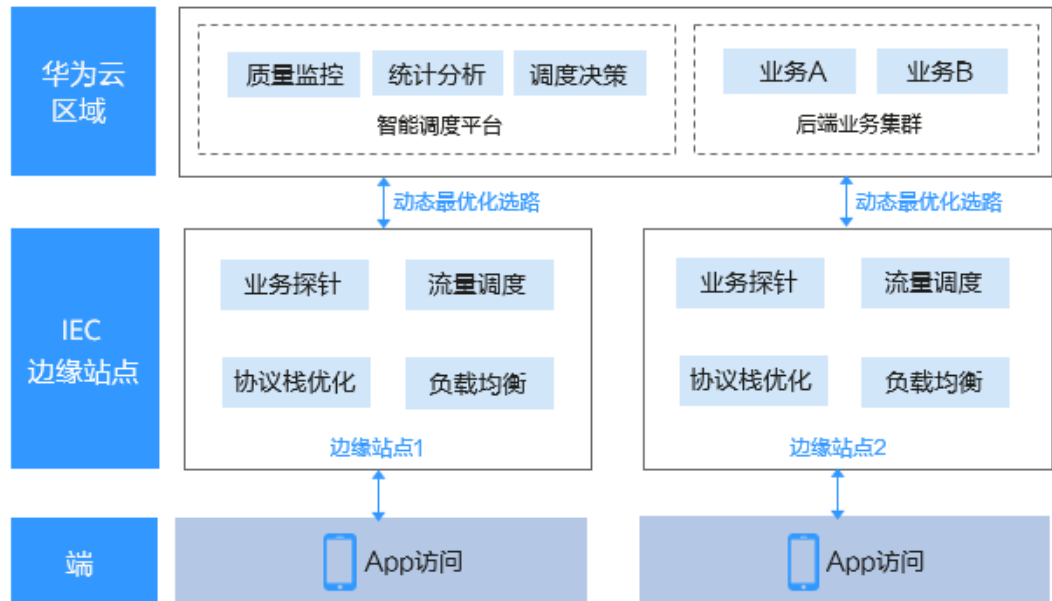 华为云
区域
质量监控
统计分析
调度决策
智能调度平台
业务A
业务B
后端业务集群
动态最优化选路
动态最优化选路
IEC
边缘站点
业务探针
流量调度
协议栈优化
负载均衡
边缘站点1
业务探针
流量调度
协议栈优化
负载均衡
边缘站点2
端
App访问
App访问